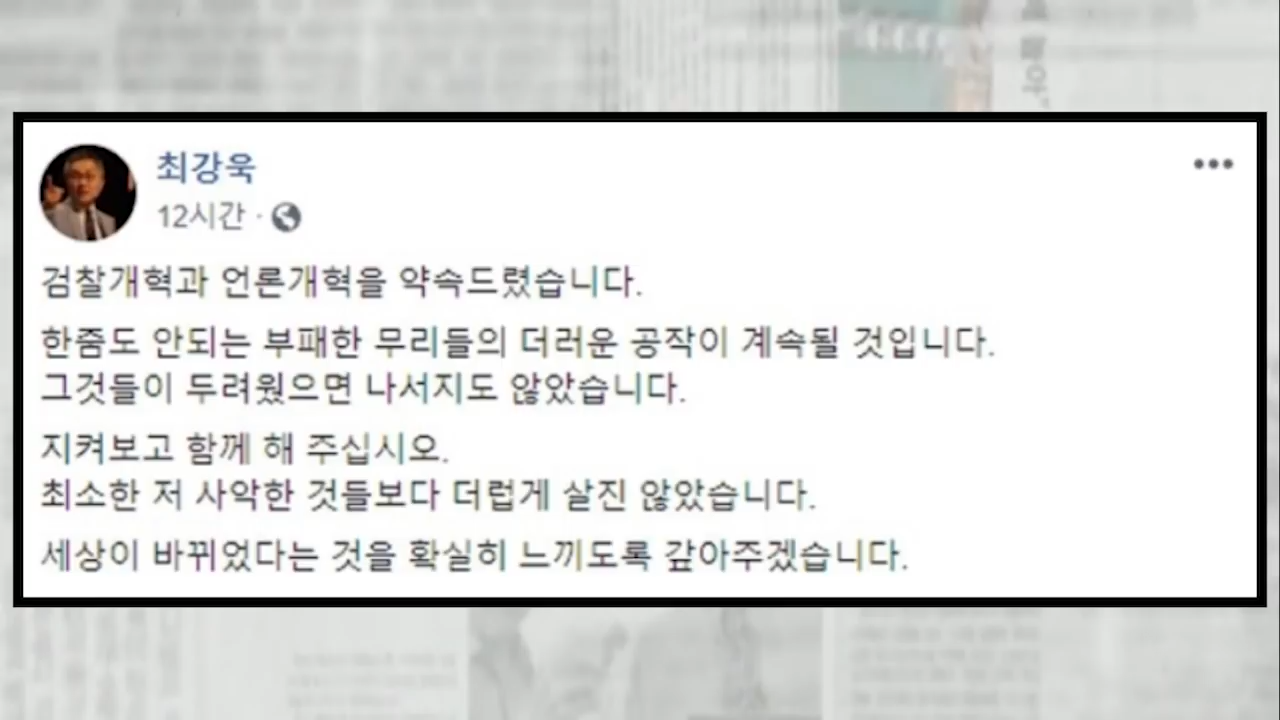 최강욱
12시간 ·
검찰개혁과 언론개혁을 약속드렸습니다.
한줌도 안되는 부패한 무리들의 더러운 공작이 계속될 것입니다.
그것들이 두려웠으면 나서지도 않았습니다.
지켜보고 함께 해 주십시오.
최소한 저 사악한 것들보다 더럽게 살진 않았습니다.
세상이 바뀌었다는 것을 확실히 느끼도록 갚아주겠습니다.